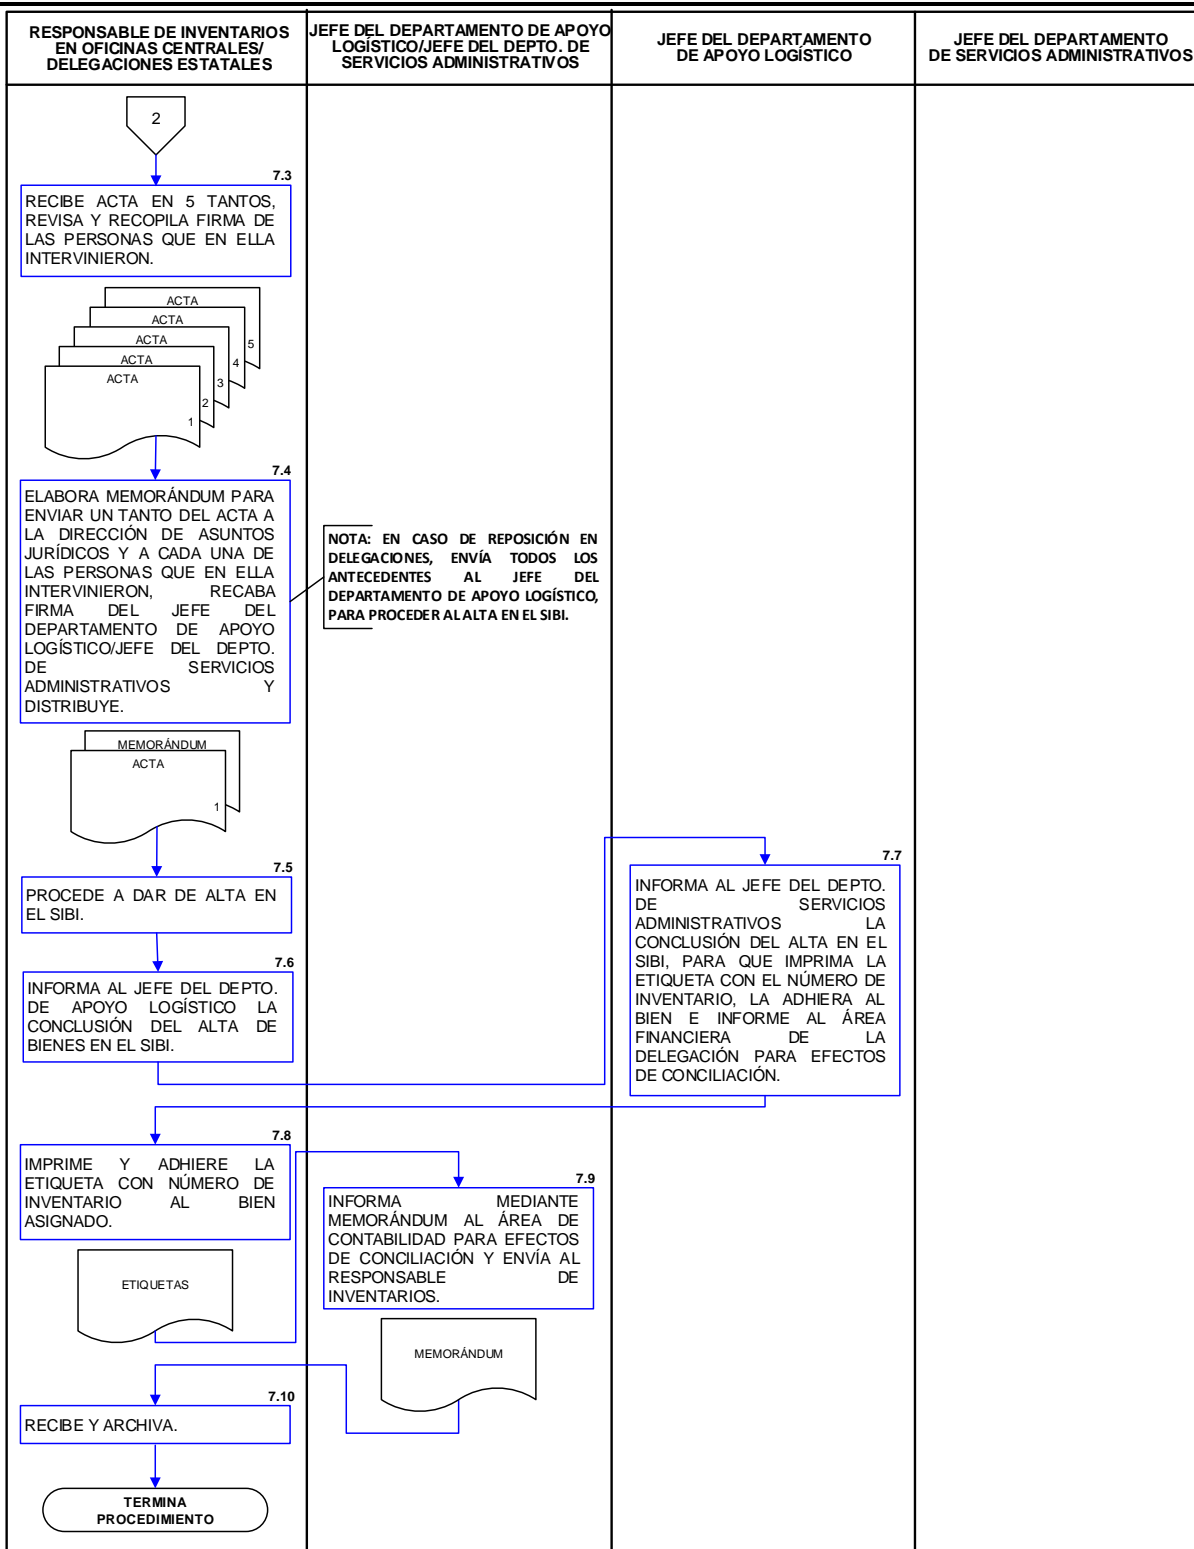 RESPONSABLE DE INVENTARIOS
EN OFICINAS CENTRALES/
DELEGACIONES ESTATALES
JEFE DEL DEPARTAMENTO DE APOYO
LOGÍSTICO/JEFE DEL DEPTO. DE
SERVICIOS ADMINISTRATIVOS
JEFE DEL DEPARTAMENTO
DE APOYO LOGÍSTICO
JEFE DEL DEPARTAMENTO
DE SERVICIOS ADMINISTRATIVOS
2
7.3
RECIBE ACTA EN 5 TANTOS,
REVISA Y RECOPILA FIRMA DE
LAS PERSONAS QUE EN ELLA
INTERVINIERON.
ACTA
ACTA
ACTA
ACTA
ACTA
5
4
3
2
1
7.4
ELABORA MEMORÁNDUM PARA
ENVIAR UN TANTO DEL ACTA A
LA DIRECCIÓN DE ASUNTOS
JURÍDICOS Y A CADA UNA DE
LAS PERSONAS QUE EN ELLA
INTERVINIERON, RECABA
FIRMA DEL JEFE DEL
DEPARTAMENTO DE APOYO
LOGÍSTICO/JEFE DEL DEPTO.
DE SERVICIOS
ADMINISTRATIVOS Y
DISTRIBUYE.
NOTA: EN CASO DE REPOSICIÓN EN
DELEGACIONES, ENVÍA TODOS LOS
ANTECEDENTES AL JEFE DEL
DEPARTAMENTO DE APOYO LOGÍSTICO,
PARA PROCEDER AL ALTA EN EL SIBI.
MEMORÁNDUM
ACTA
1
7.5
PROCEDE A DAR DE ALTA EN
EL SIBI.
7.6
INFORMA AL JEFE DEL DEPTO.
DE APOYO LOGÍSTICO LA
CONCLUSIÓN DEL ALTA DE
BIENES EN EL SIBI.
7.7
INFORMA AL JEFE DEL DEPTO.
DE SERVICIOS
ADMINISTRATIVOS LA
CONCLUSIÓN DEL ALTA EN EL
SIBI, PARA QUE IMPRIMA LA
ETIQUETA CON EL NÚMERO DE
INVENTARIO, LA ADHIERA AL
BIEN E INFORME AL ÁREA
FINANCIERA DE LA
DELEGACIÓN PARA EFECTOS
DE CONCILIACIÓN.
7.8
IMPRIME Y ADHIERE LA
ETIQUETA CON NÚMERO DE
INVENTARIO AL BIEN
ASIGNADO.
ETIQUETAS
7.9
INFORMA MEDIANTE
MEMORÁNDUM AL ÁREA DE
CONTABILIDAD PARA EFECTOS
DE CONCILIACIÓN Y ENVÍA AL
RESPONSABLE DE
INVENTARIOS.
MEMORÁNDUM
7.10
RECIBE Y ARCHIVA.
TERMINA
PROCEDIMIENTO